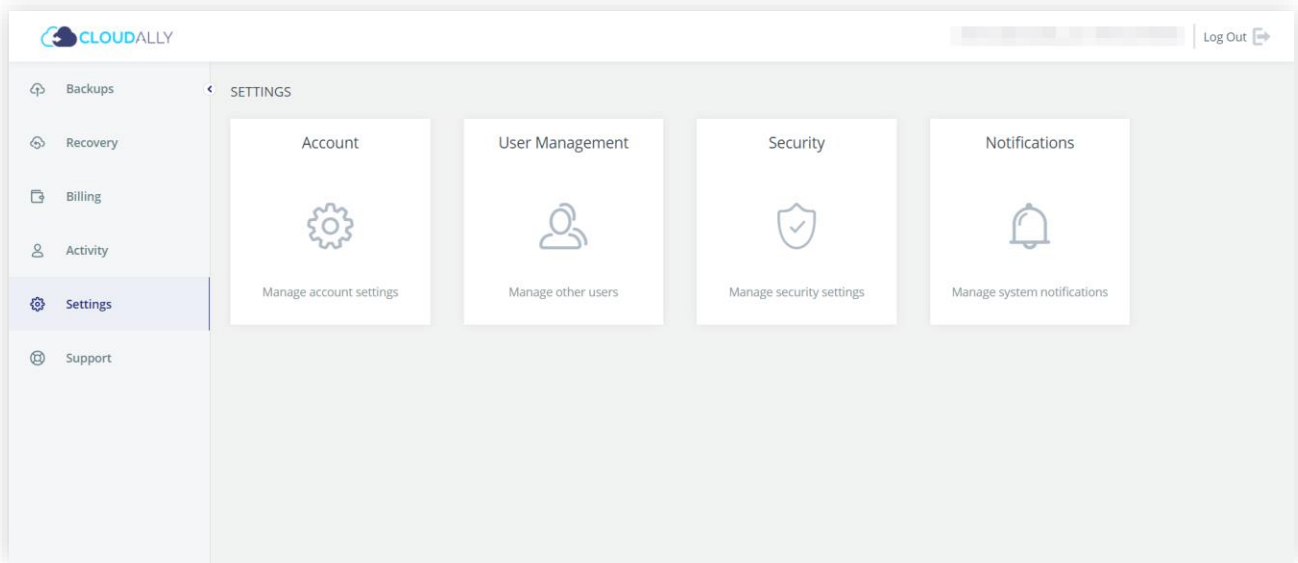 CLOUDALLY
Log Out
Backups
Recovery
Billing
Activity
Settings
Support
SETTINGS
Account
Manage account settings
User Management
Manage other users
Security
Manage security settings
Notifications
Manage system notifications